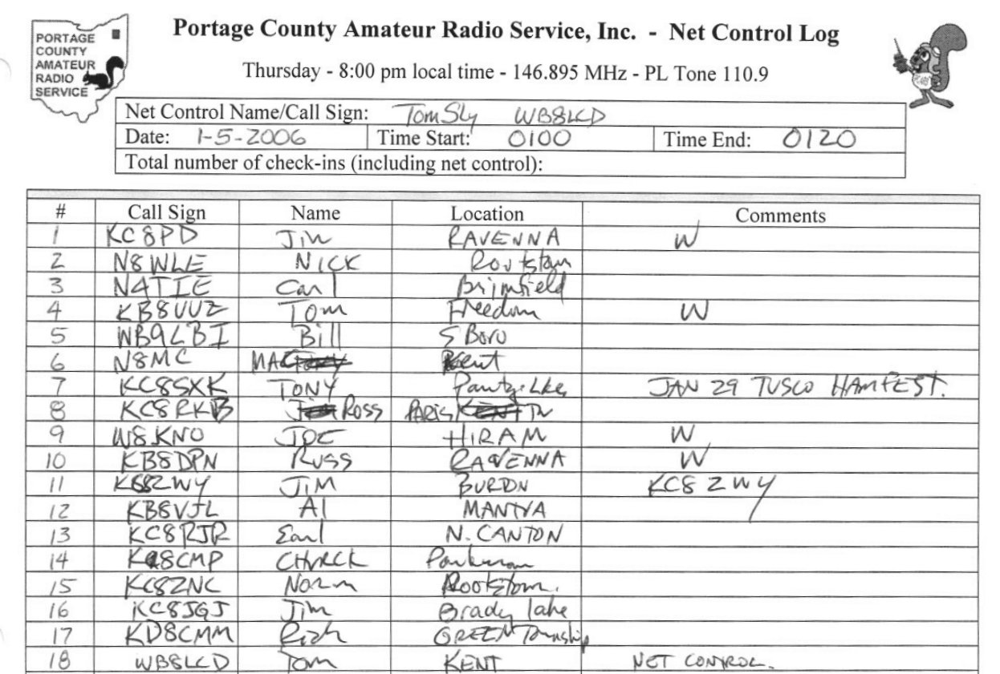 PORTAGE
COUNTY
AMATEUR
RADIO
SERVICE
Portage County Amateur Radio Service, Inc. - Net Control Log
Thursday - 8:00 pm local time - 146.895 MHz - PL Tone 110.9
Net Control Name/Call Sign: Tom Sly WB8LCD
Date: 1-5-2006 Time Start: 0100 Time End: 0120
Total number of check-ins (including net control):
# Call Sign Name Location Comments
1 KC8PD Jim RAVENNA W
2 N8WLE NICK Rootstown
3 N4TIE Carl Brimfield
4 KB8UUZ Tom Freedom W
5 WB9LBI Bill S Boro
6 N8MC MAC Kent
7 KC8SXK TONY JAN 29 TUSCO HAMFEST.
8 KC8RKB Ross PARIS TN
9 W8KNO JOE HIRAM W
10 KB8DPN RUSS RAVENNA W
11 JIM BURTON KC8ZWY
12 KB8VJL Al MANTUA
13 KC8RJR Earl N. CANTON
14 CHUCK Parkman
15 KC8ZNC Norm Rootstown.
16 KC8JGJ Jim Brady lake
17 KD8CMM Rich GREEN Township
18 WB8LCD Tom KENT NET CONTROL.